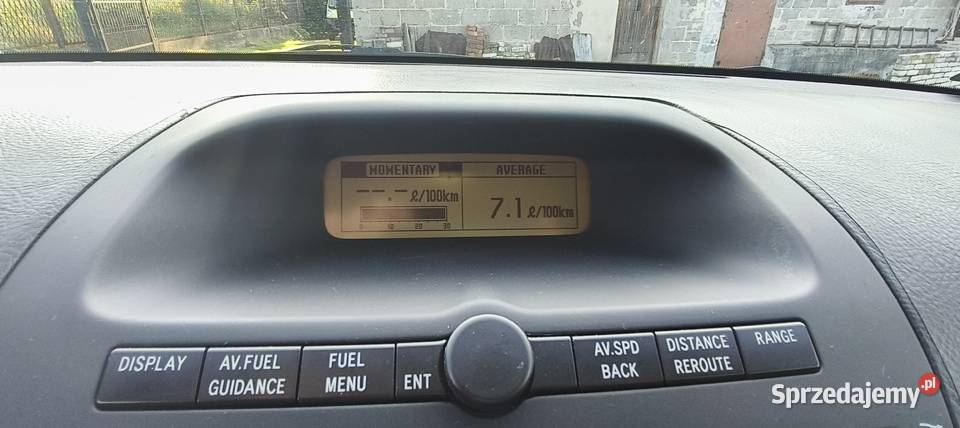 MOMENTARY AVERAGE
--.- ℓ/100km
7.1 ℓ/100km
0 10 20 30
DISPLAY
AV.FUEL
GUIDANCE
FUEL
MENU
ENT
AV.SPD
BACK
DISTANCE
REROUTE
RANGE
Sprzedajemy.pl